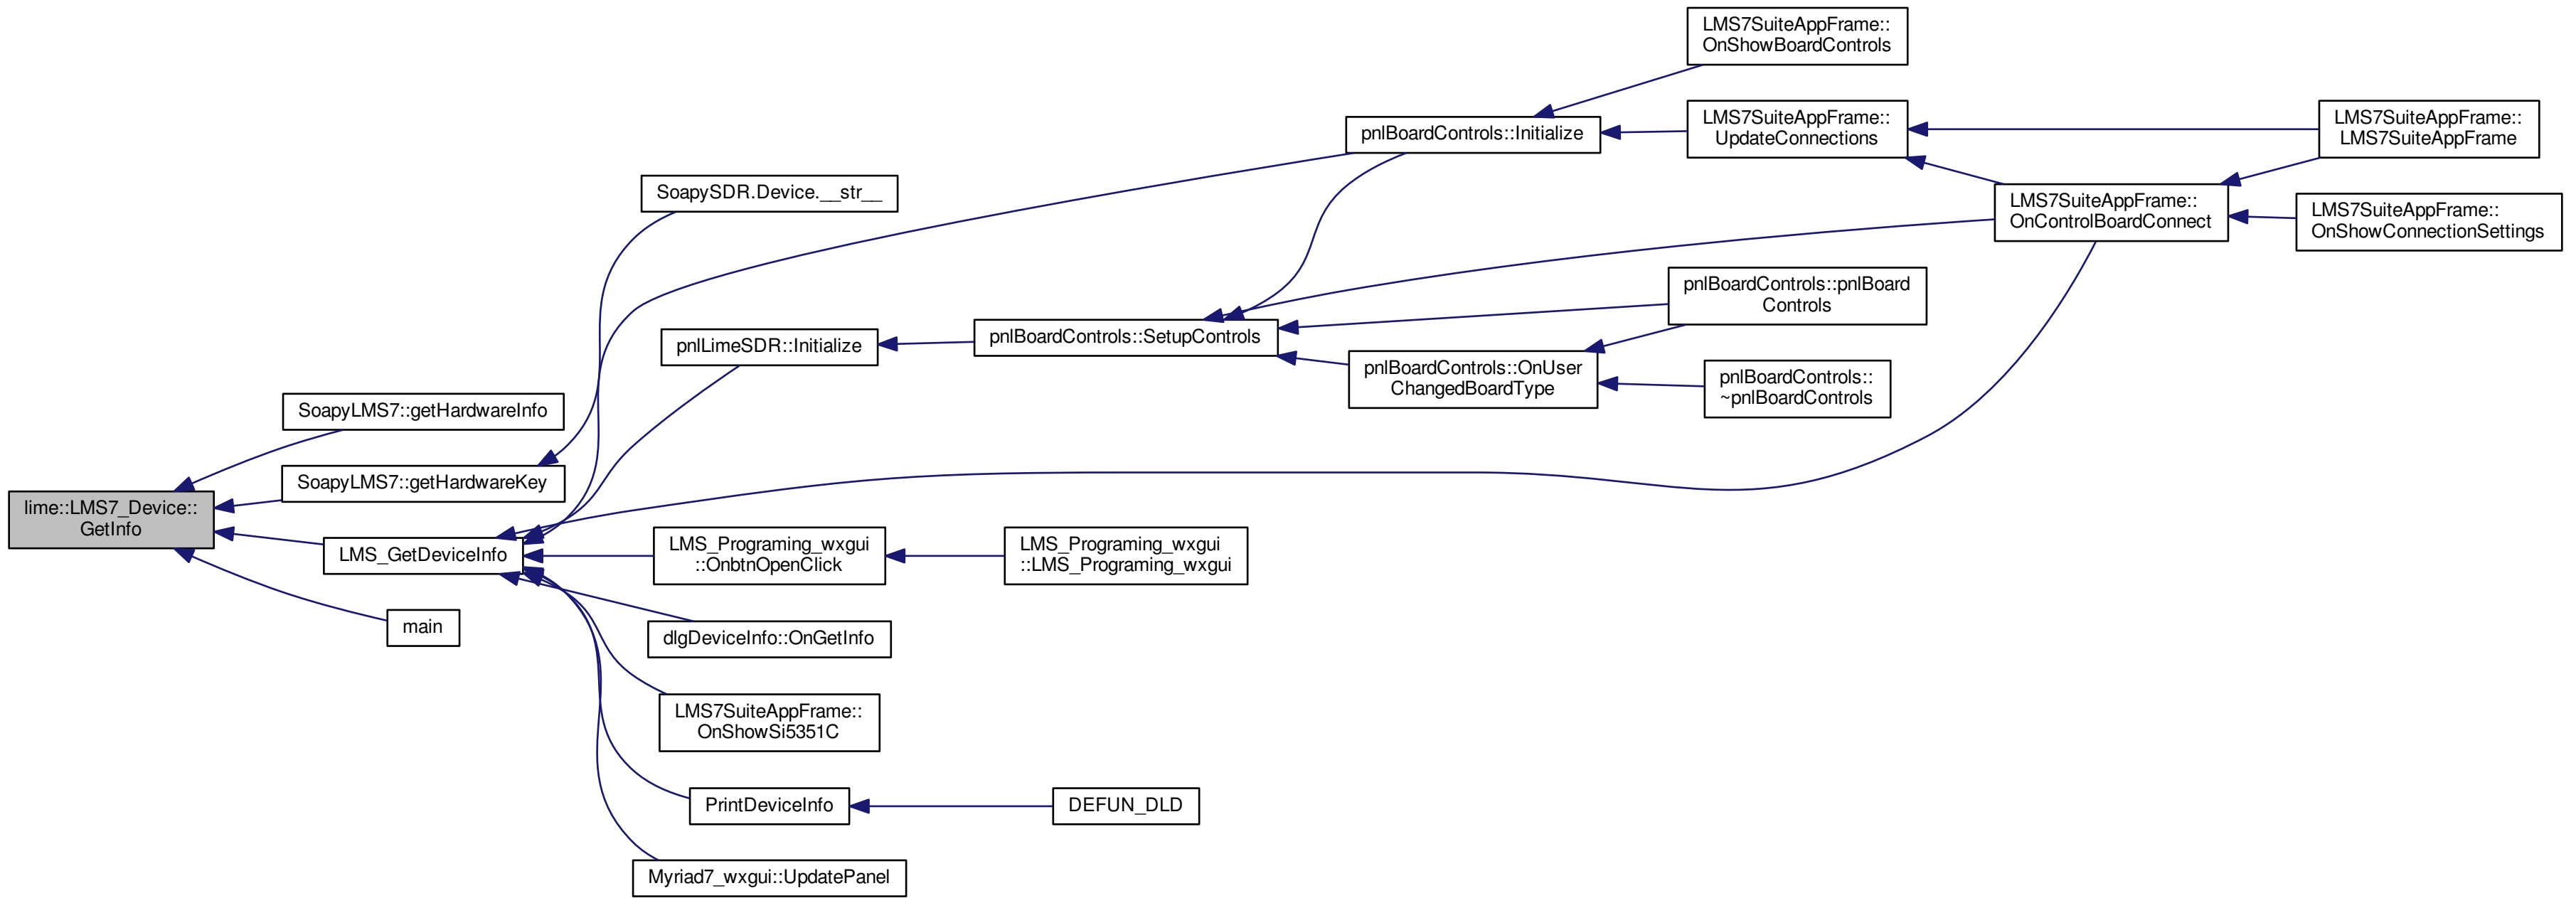 LMS7SuiteAppFrame::
OnShowBoardControls
pnlBoardControls::Initialize
LMS7SuiteAppFrame::
UpdateConnections
LMS7SuiteAppFrame::
LMS7SuiteAppFrame
SoapySDR.Device.__str__
LMS7SuiteAppFrame::
OnControlBoardConnect
LMS7SuiteAppFrame::
OnShowConnectionSettings
pnlLimeSDR::Initialize
pnlBoardControls::SetupControls
pnlBoardControls::pnlBoard
Controls
pnlBoardControls::OnUser
ChangedBoardType
pnlBoardControls::
~pnlBoardControls
SoapyLMS7::getHardwareInfo
SoapyLMS7::getHardwareKey
lime::LMS7_Device::
GetInfo
LMS_GetDeviceInfo
LMS_Programing_wxgui
::OnbtnOpenClick
LMS_Programing_wxgui
::LMS_Programing_wxgui
main
dlgDeviceInfo::OnGetInfo
LMS7SuiteAppFrame::
OnShowSi5351C
PrintDeviceInfo
DEFUN_DLD
Myriad7_wxgui::UpdatePanel